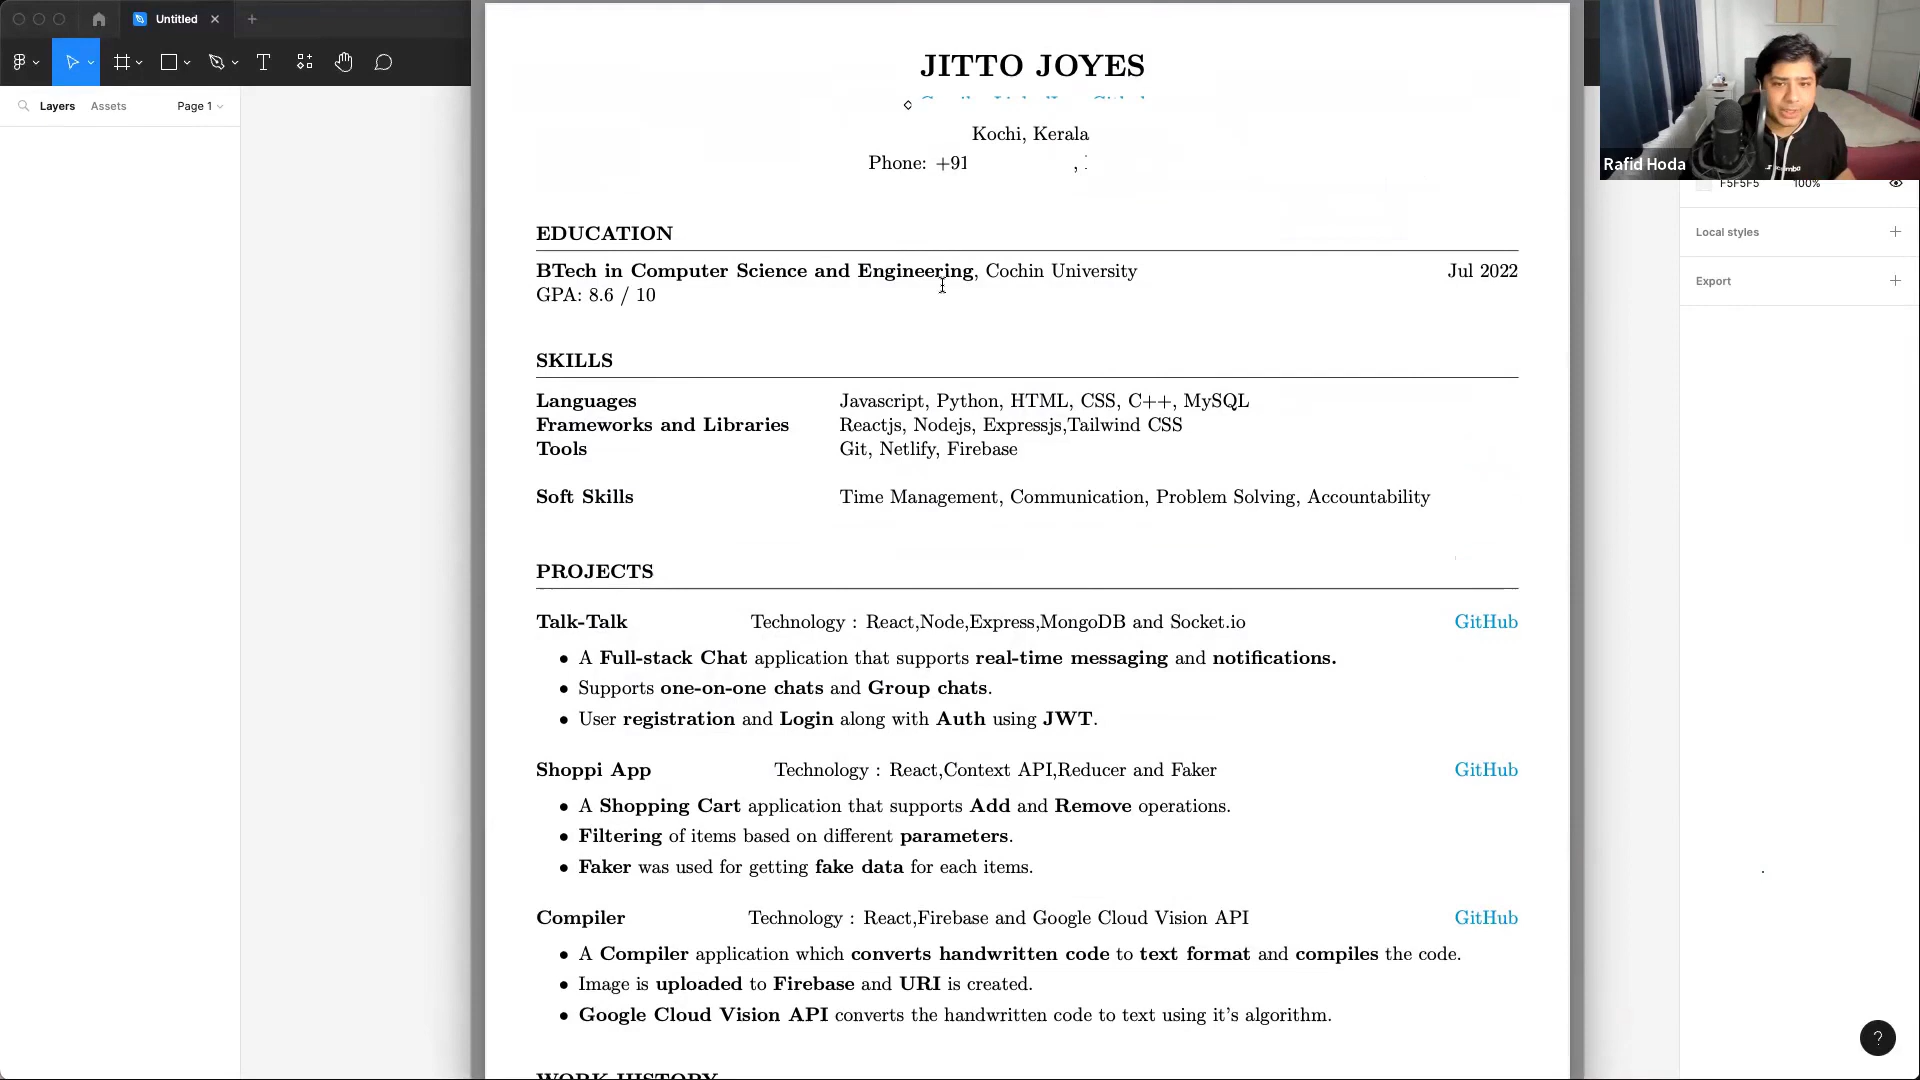 Untitled
Layers
Assets
Page 1
JITTO JOYES
Kochi, Kerala
Phone: +91
,
EDUCATION
BTech in Computer Science and Engineering, Cochin University
Jul 2022
GPA: 8.6 / 10
SKILLS
Languages
Javascript, Python, HTML, CSS, C++, MySQL
Frameworks and Libraries
Reactjs, Nodejs, Expressjs,Tailwind CSS
Tools
Git, Netlify, Firebase
Soft Skills
Time Management, Communication, Problem Solving, Accountability
PROJECTS
Talk-Talk
Technology : React,Node,Express,MongoDB and Socket.io
GitHub
• A Full-stack Chat application that supports real-time messaging and notifications.
• Supports one-on-one chats and Group chats.
• User registration and Login along with Auth using JWT.
Shoppi App
Technology : React,Context API,Reducer and Faker
GitHub
• A Shopping Cart application that supports Add and Remove operations.
• Filtering of items based on different parameters.
• Faker was used for getting fake data for each items.
Compiler
Technology : React,Firebase and Google Cloud Vision API
GitHub
• A Compiler application which converts handwritten code to text format and compiles the code.
• Image is uploaded to Firebase and URI is created.
• Google Cloud Vision API converts the handwritten code to text using it's algorithm.
WORK HISTORY
Rafid Hoda
F5F5F5
100%
Local styles
Export
?